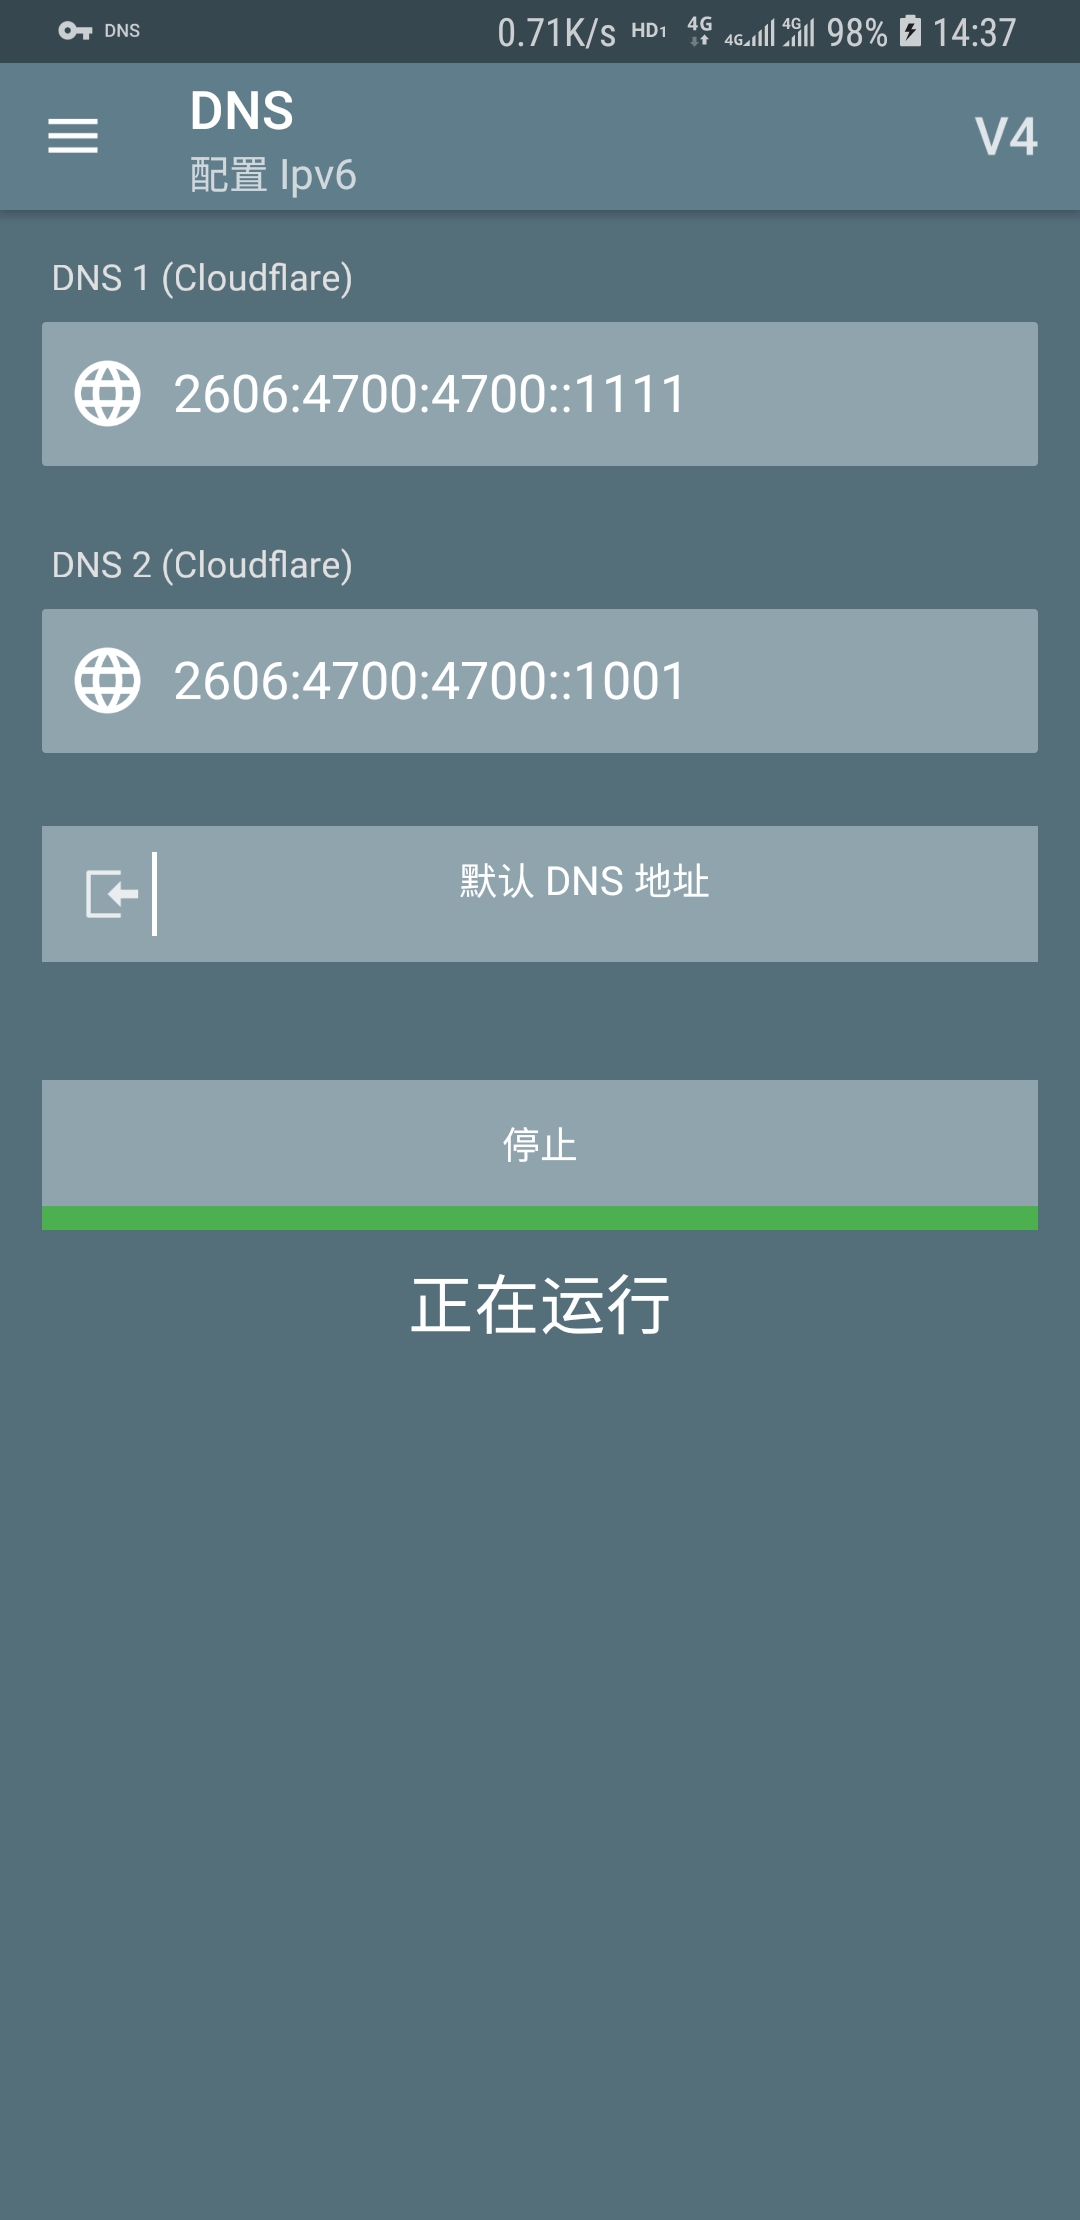 DNS 0.71K/s HD1 4G 4G 4G 98% 14:37
DNS
配置 Ipv6
V4
DNS 1 (Cloudflare)
2606:4700:4700::1111
DNS 2 (Cloudflare)
2606:4700:4700::1001
默认 DNS 地址
停止
正在运行